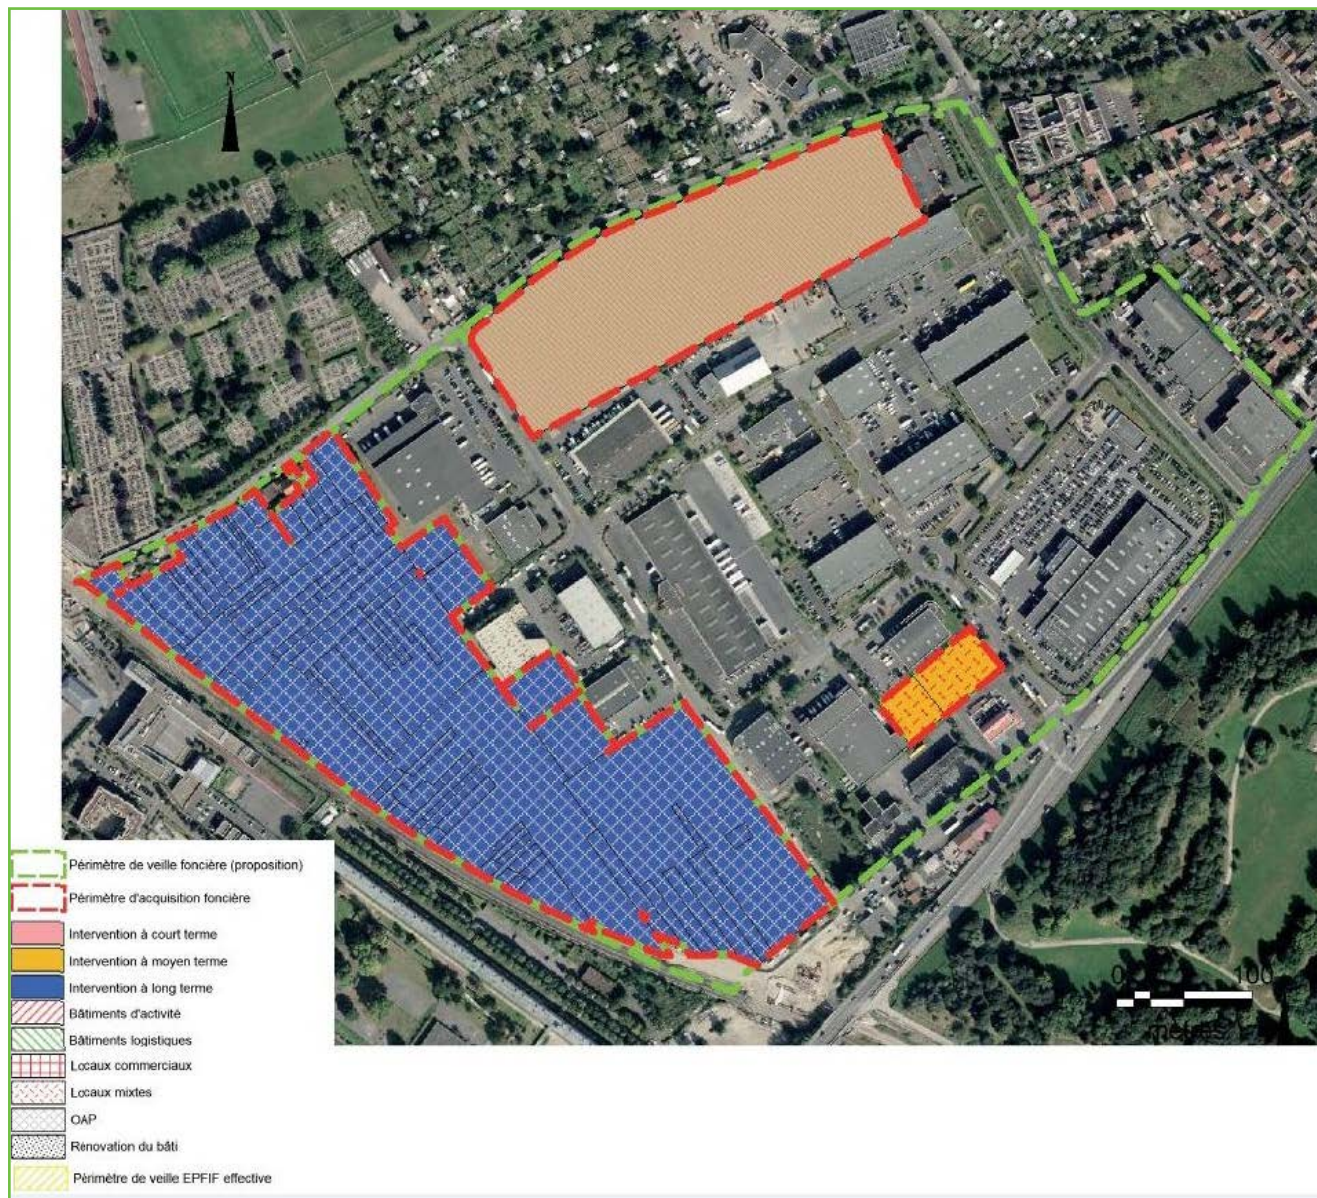 N
Périmètre de veille foncière (proposition)
Périmètre d'acquisition foncière
Intervention à court terme
Intervention à moyen terme
Intervention à long terme
Bâtiments d'activité
Bâtiments logistiques
Locaux commerciaux
Locaux mixtes
OAP
Rénovation du bâti
Périmètre de veille EPFIF effective
0 100
mètres